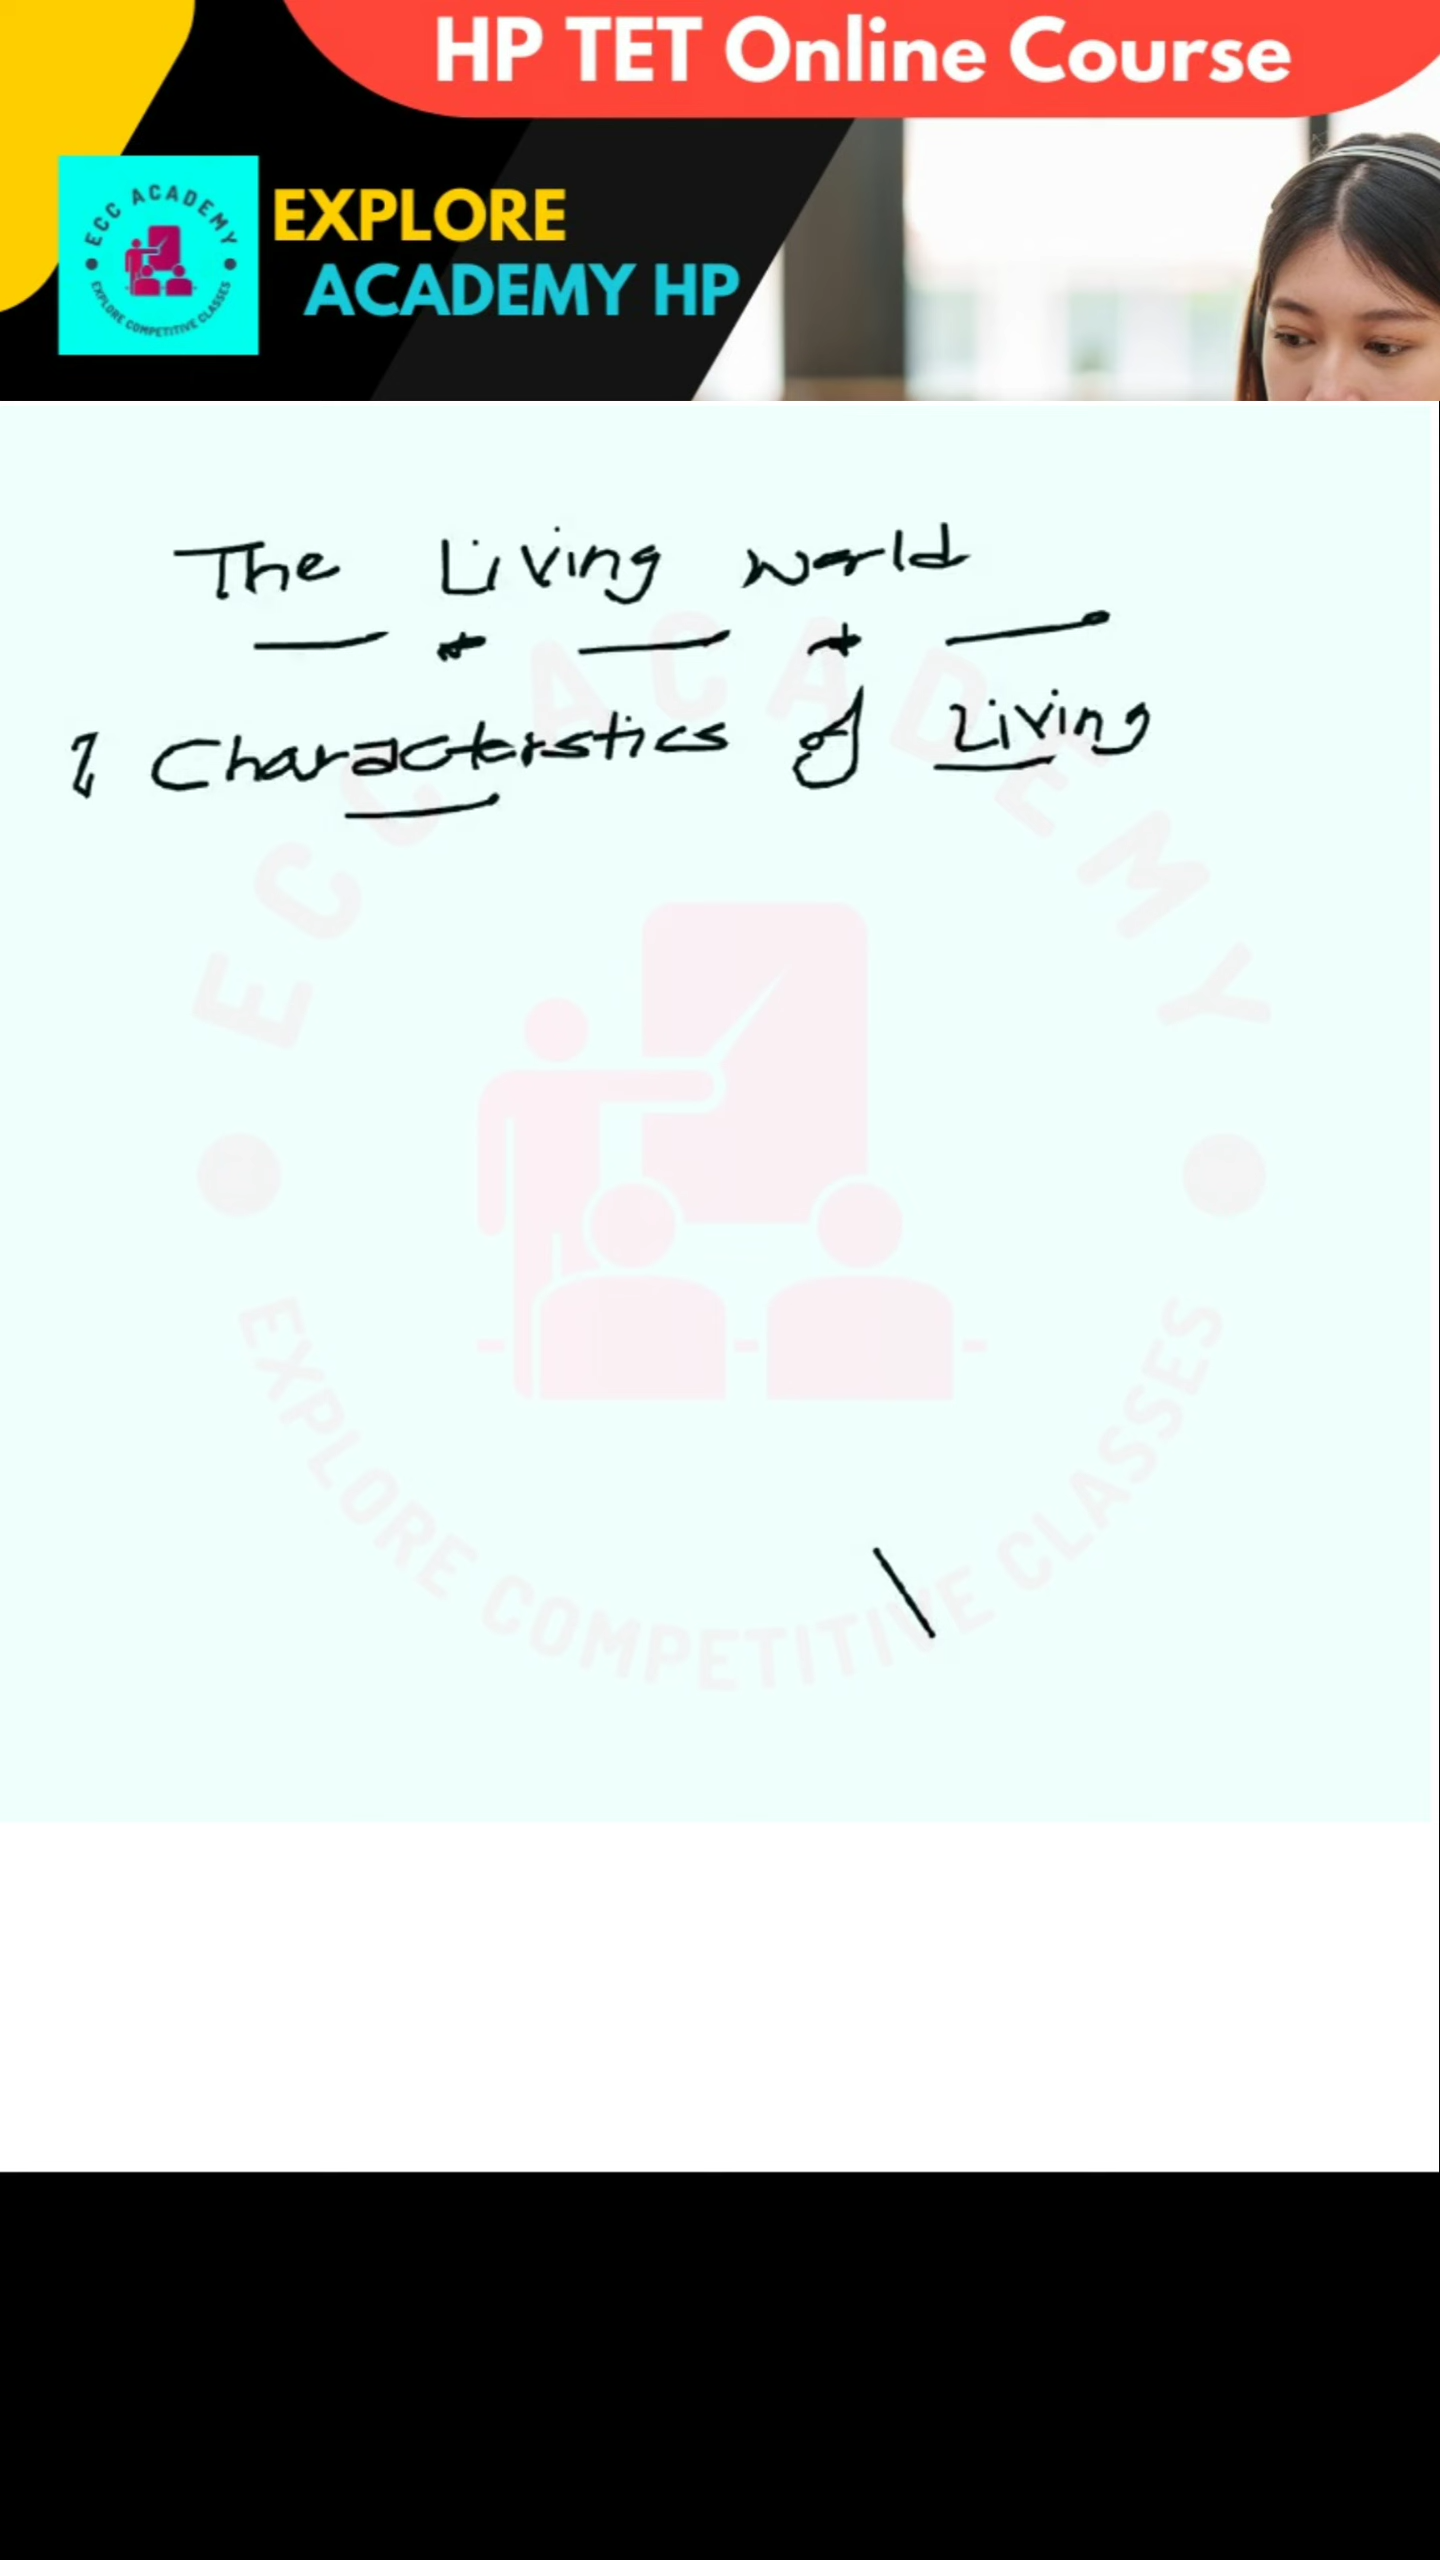 HP TET Online Course
ECC ACADEMY
EXPLORE COMPETITIVE CLASSES
EXPLORE
ACADEMY HP
The Living world
1 Characterstics of Living
ECC ACADEMY
EXPLORE COMPETITIVE CLASSES